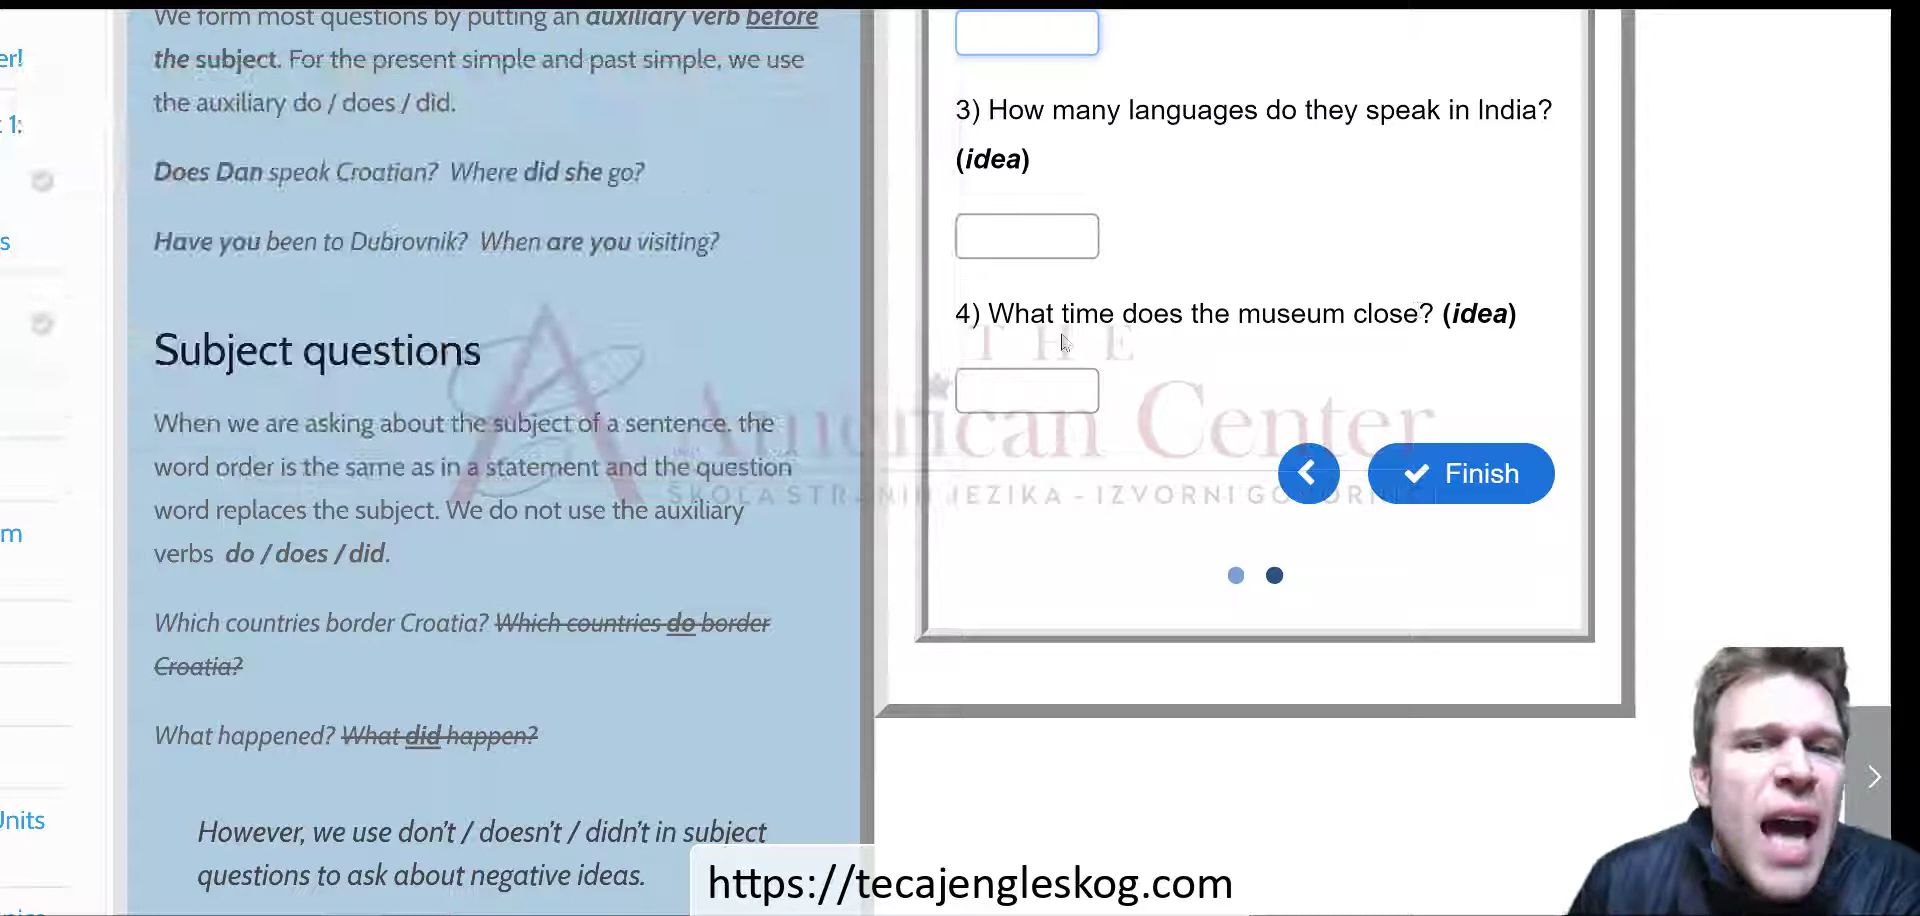 er!
1:
s
m
Units
We form most questions by putting an auxiliary verb before
the subject. For the present simple and past simple, we use
the auxiliary do / does / did.
Does Dan speak Croatian? Where did she go?
Have you been to Dubrovnik? When are you visiting?
Subject questions
When we are asking about the subject of a sentence, the
word order is the same as in a statement and the question
word replaces the subject. We do not use the auxiliary
verbs do / does / did.
Which countries border Croatia? Which countries do border
Croatia?
What happened? What did happen?
However, we use don't / doesn't / didn't in subject
questions to ask about negative ideas.
3) How many languages do they speak in India?
(idea)
4) What time does the museum close? (idea)
Finish
THE
American Center
ŠKOLA STRANIH JEZIKA - IZVORNI GOVORNICI
https://tecajengleskog.com